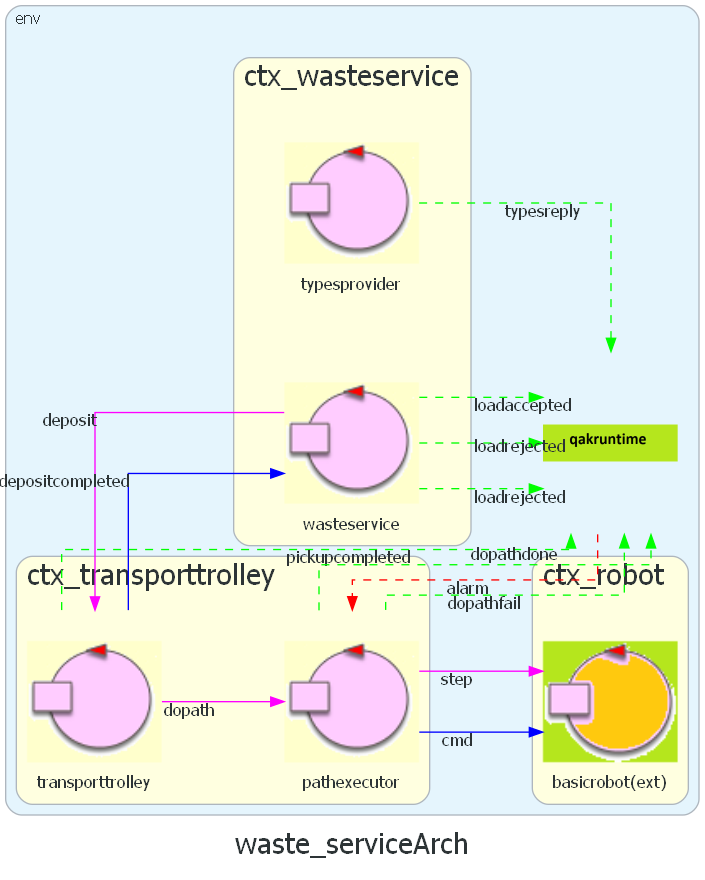 env
ctx_wasteservice
typesreply
typesprovider
deposit
loadaccepted
qakruntime
loadrejected
depositcompleted
loadrejected
wasteservice
pickupcompleted
dopathdone
ctx_transporttrolley
ctx_robot
alarm
dopathfail
step
dopath
cmd
transporttrolley
pathexecutor
basicrobot(ext)
waste_serviceArch